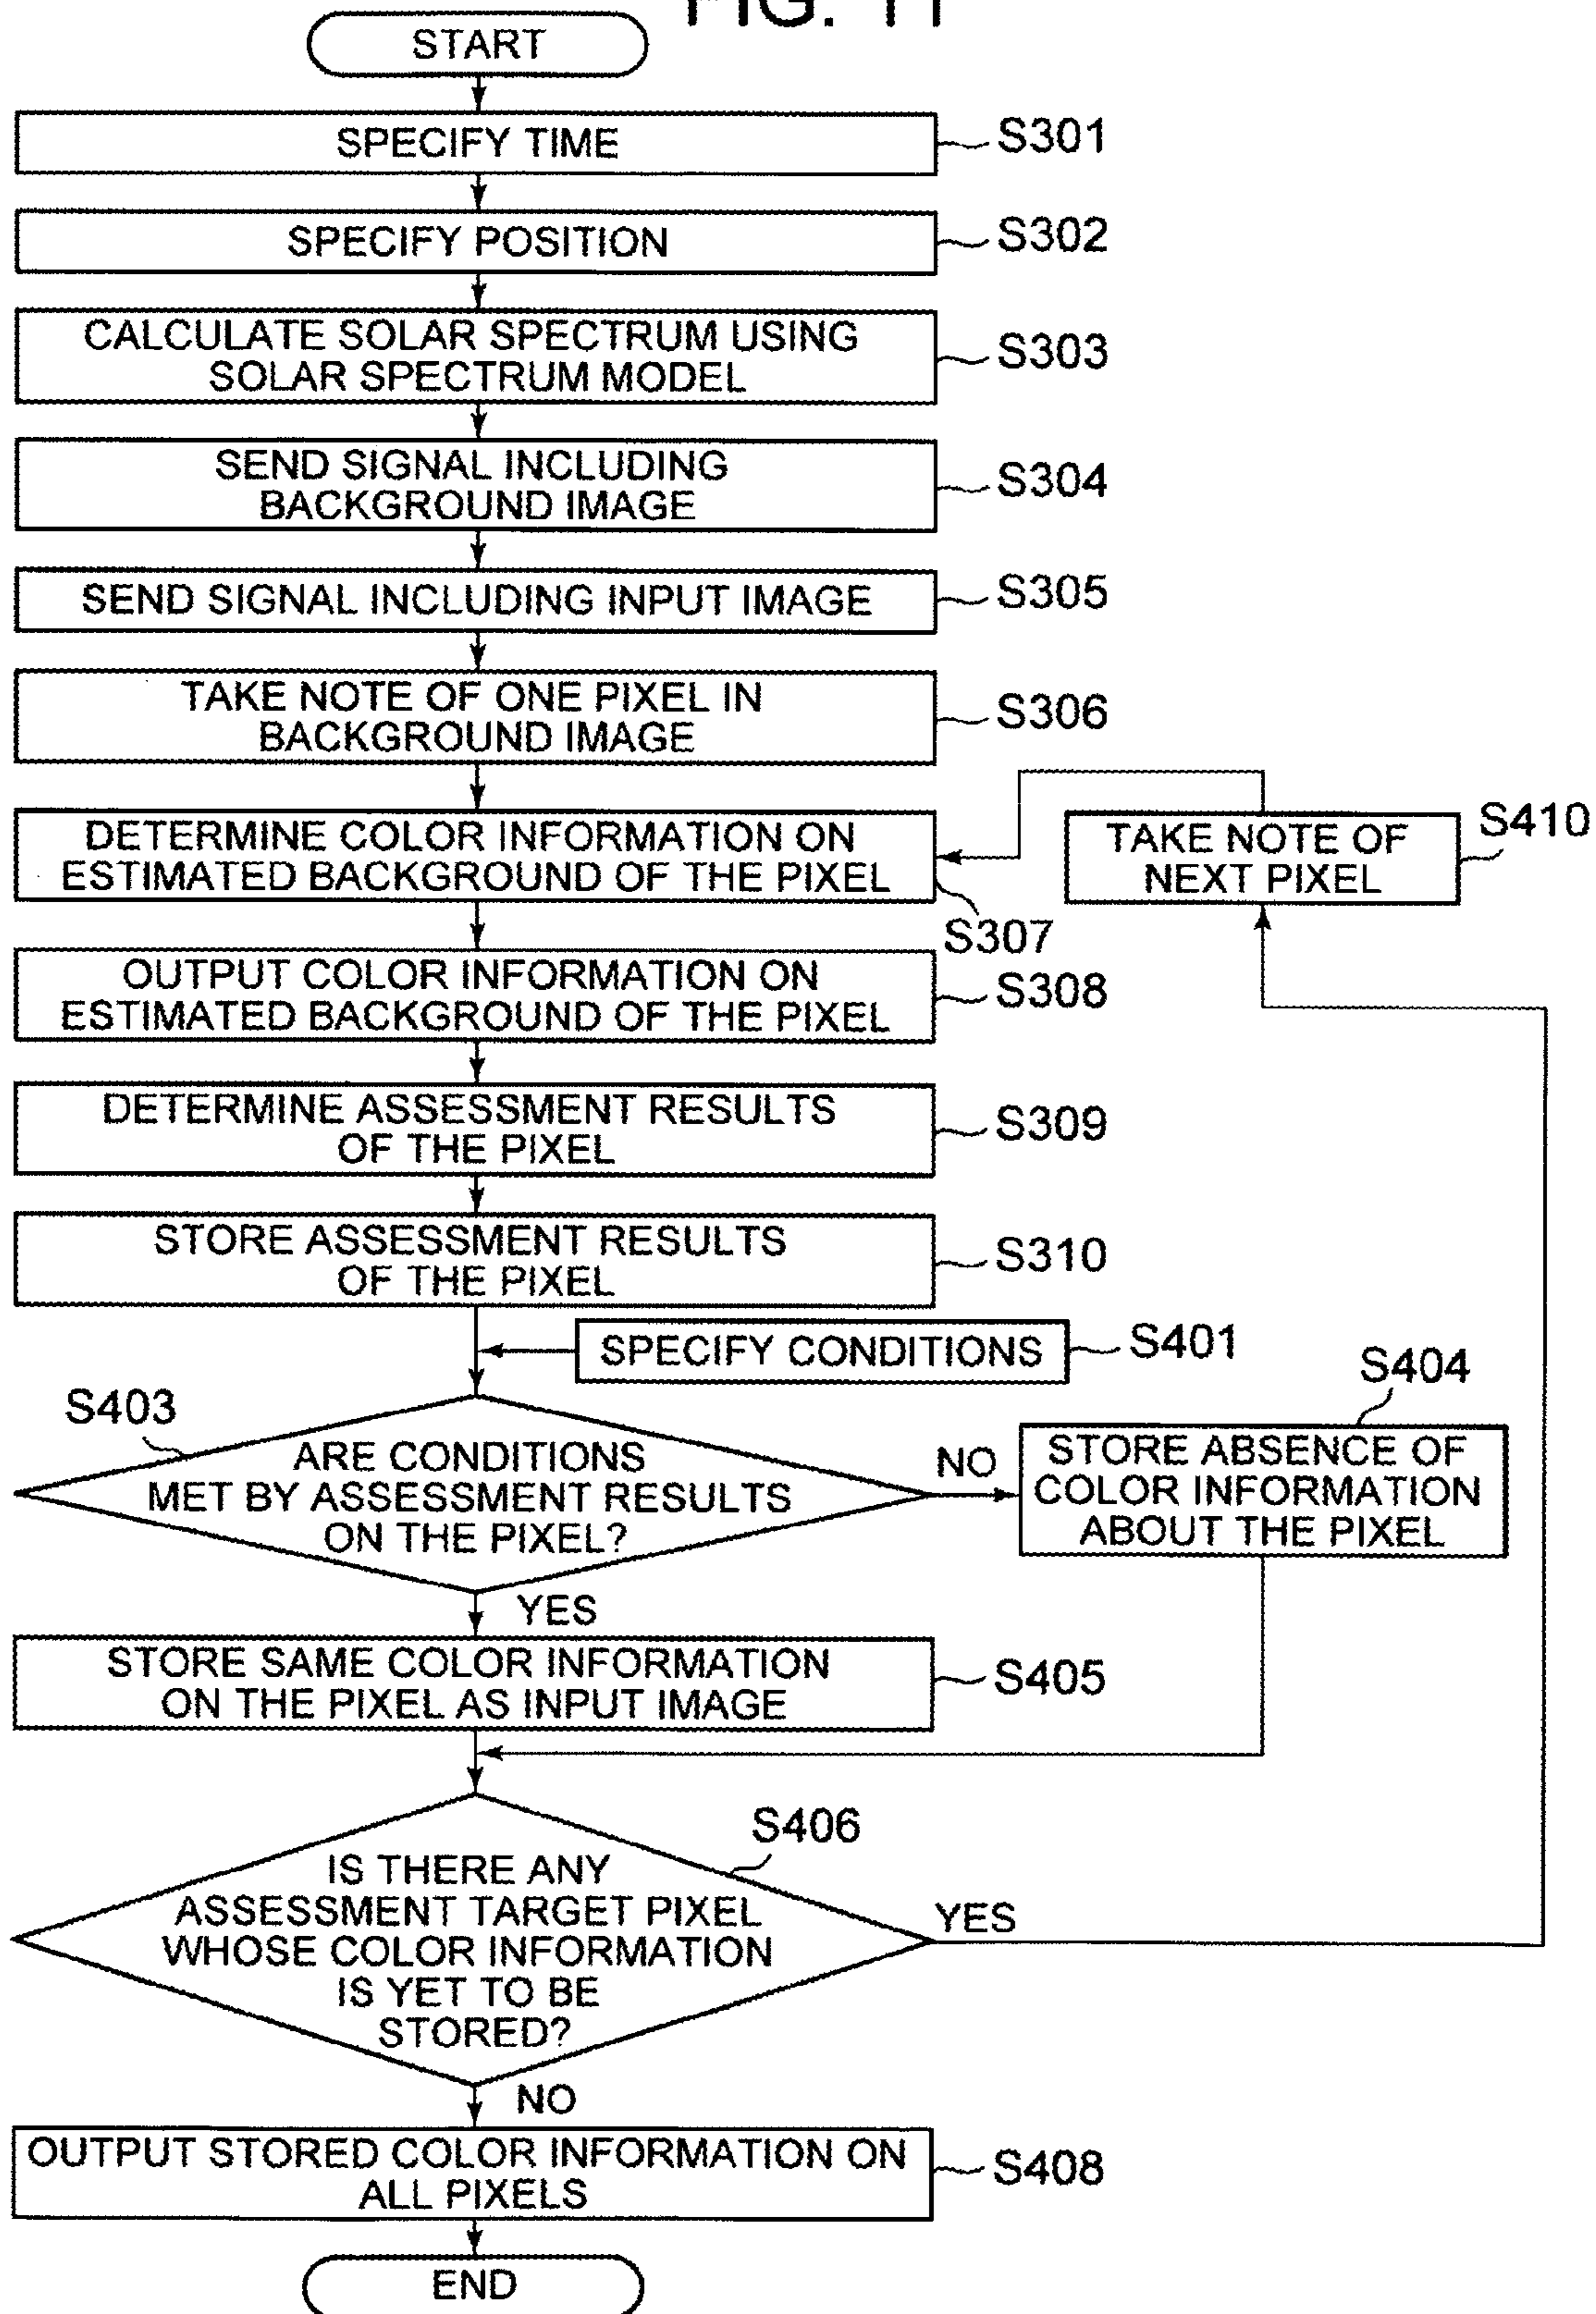 FIG. 11
START
SPECIFY TIME
S301
SPECIFY POSITION
S302
CALCULATE SOLAR SPECTRUM USING
SOLAR SPECTRUM MODEL
S303
SEND SIGNAL INCLUDING
BACKGROUND IMAGE
S304
SEND SIGNAL INCLUDING INPUT IMAGE
S305
TAKE NOTE OF ONE PIXEL IN
BACKGROUND IMAGE
S306
DETERMINE COLOR INFORMATION ON
ESTIMATED BACKGROUND OF THE PIXEL
S307
TAKE NOTE OF
NEXT PIXEL
S410
OUTPUT COLOR INFORMATION ON
ESTIMATED BACKGROUND OF THE PIXEL
S308
DETERMINE ASSESSMENT RESULTS
OF THE PIXEL
S309
STORE ASSESSMENT RESULTS
OF THE PIXEL
S310
SPECIFY CONDITIONS
S401
S403
ARE CONDITIONS
MET BY ASSESSMENT RESULTS
ON THE PIXEL?
NO
S404
STORE ABSENCE OF
COLOR INFORMATION
ABOUT THE PIXEL
YES
STORE SAME COLOR INFORMATION
ON THE PIXEL AS INPUT IMAGE
S405
S406
IS THERE ANY
ASSESSMENT TARGET PIXEL
WHOSE COLOR INFORMATION
IS YET TO BE
STORED?
YES
NO
OUTPUT STORED COLOR INFORMATION ON
ALL PIXELS
S408
END